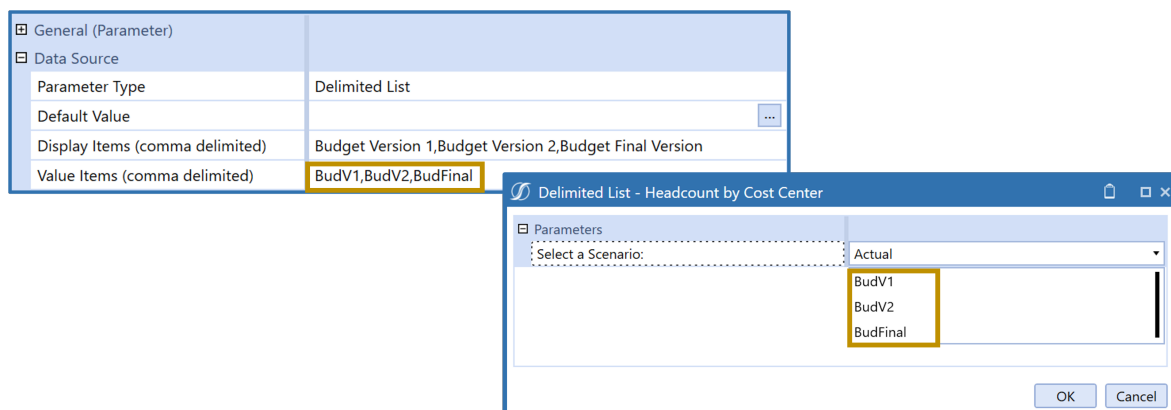 General (Parameter)
Data Source
Parameter Type Delimited List
Default Value ...
Display Items (comma delimited) Budget Version 1,Budget Version 2,Budget Final Version
Value Items (comma delimited) BudV1,BudV2,BudFinal
Delimited List - Headcount by Cost Center
Parameters
Select a Scenario: Actual
BudV1
BudV2
BudFinal
OK Cancel